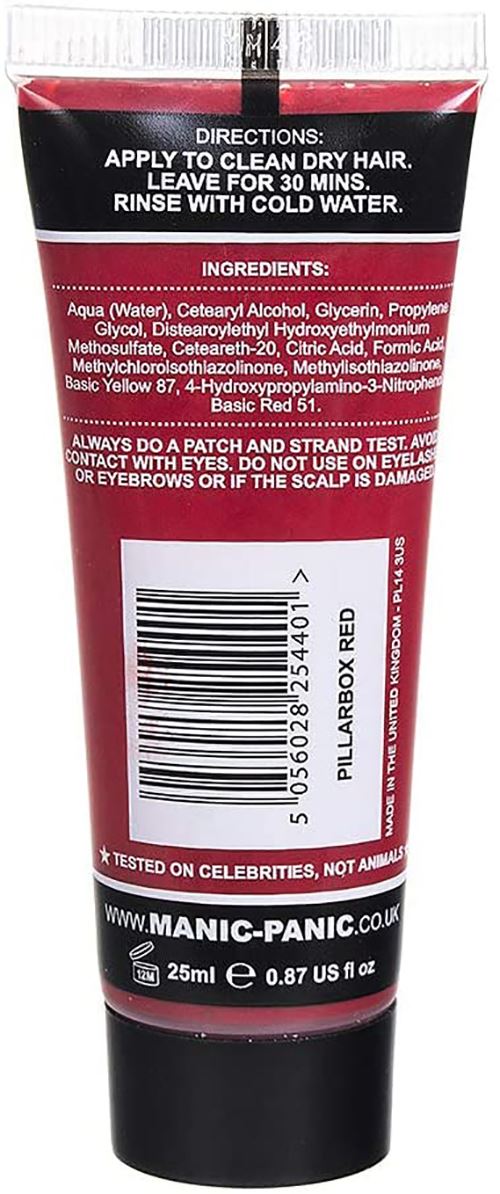 DIRECTIONS:
APPLY TO CLEAN DRY HAIR.
LEAVE FOR 30 MINS.
RINSE WITH COLD WATER.
INGREDIENTS:
Aqua (Water), Cetearyl Alcohol, Glycerin, Propylene
Glycol, Distearoylethyl Hydroxyethylmonium
Methosulfate, Ceteareth-20, Citric Acid, Formic Acid,
Methylchloroisothiazolinone, Methylisothiazolinone,
Basic Yellow 87, 4-Hydroxypropylamino-3-Nitropheno
Basic Red 51.
ALWAYS DO A PATCH AND STRAND TEST. AVOID
CONTACT WITH EYES. DO NOT USE ON EYELASH
OR EYEBROWS OR IF THE SCALP IS DAMAGED
5 056028 254401 >
PILLARBOX RED
MADE IN THE UNITED KINGDOM - PL14 3US
★ TESTED ON CELEBRITIES, NOT ANIMALS
WWW.MANIC-PANIC.CO.UK
12M 25ml ℮ 0.87 US fl oz